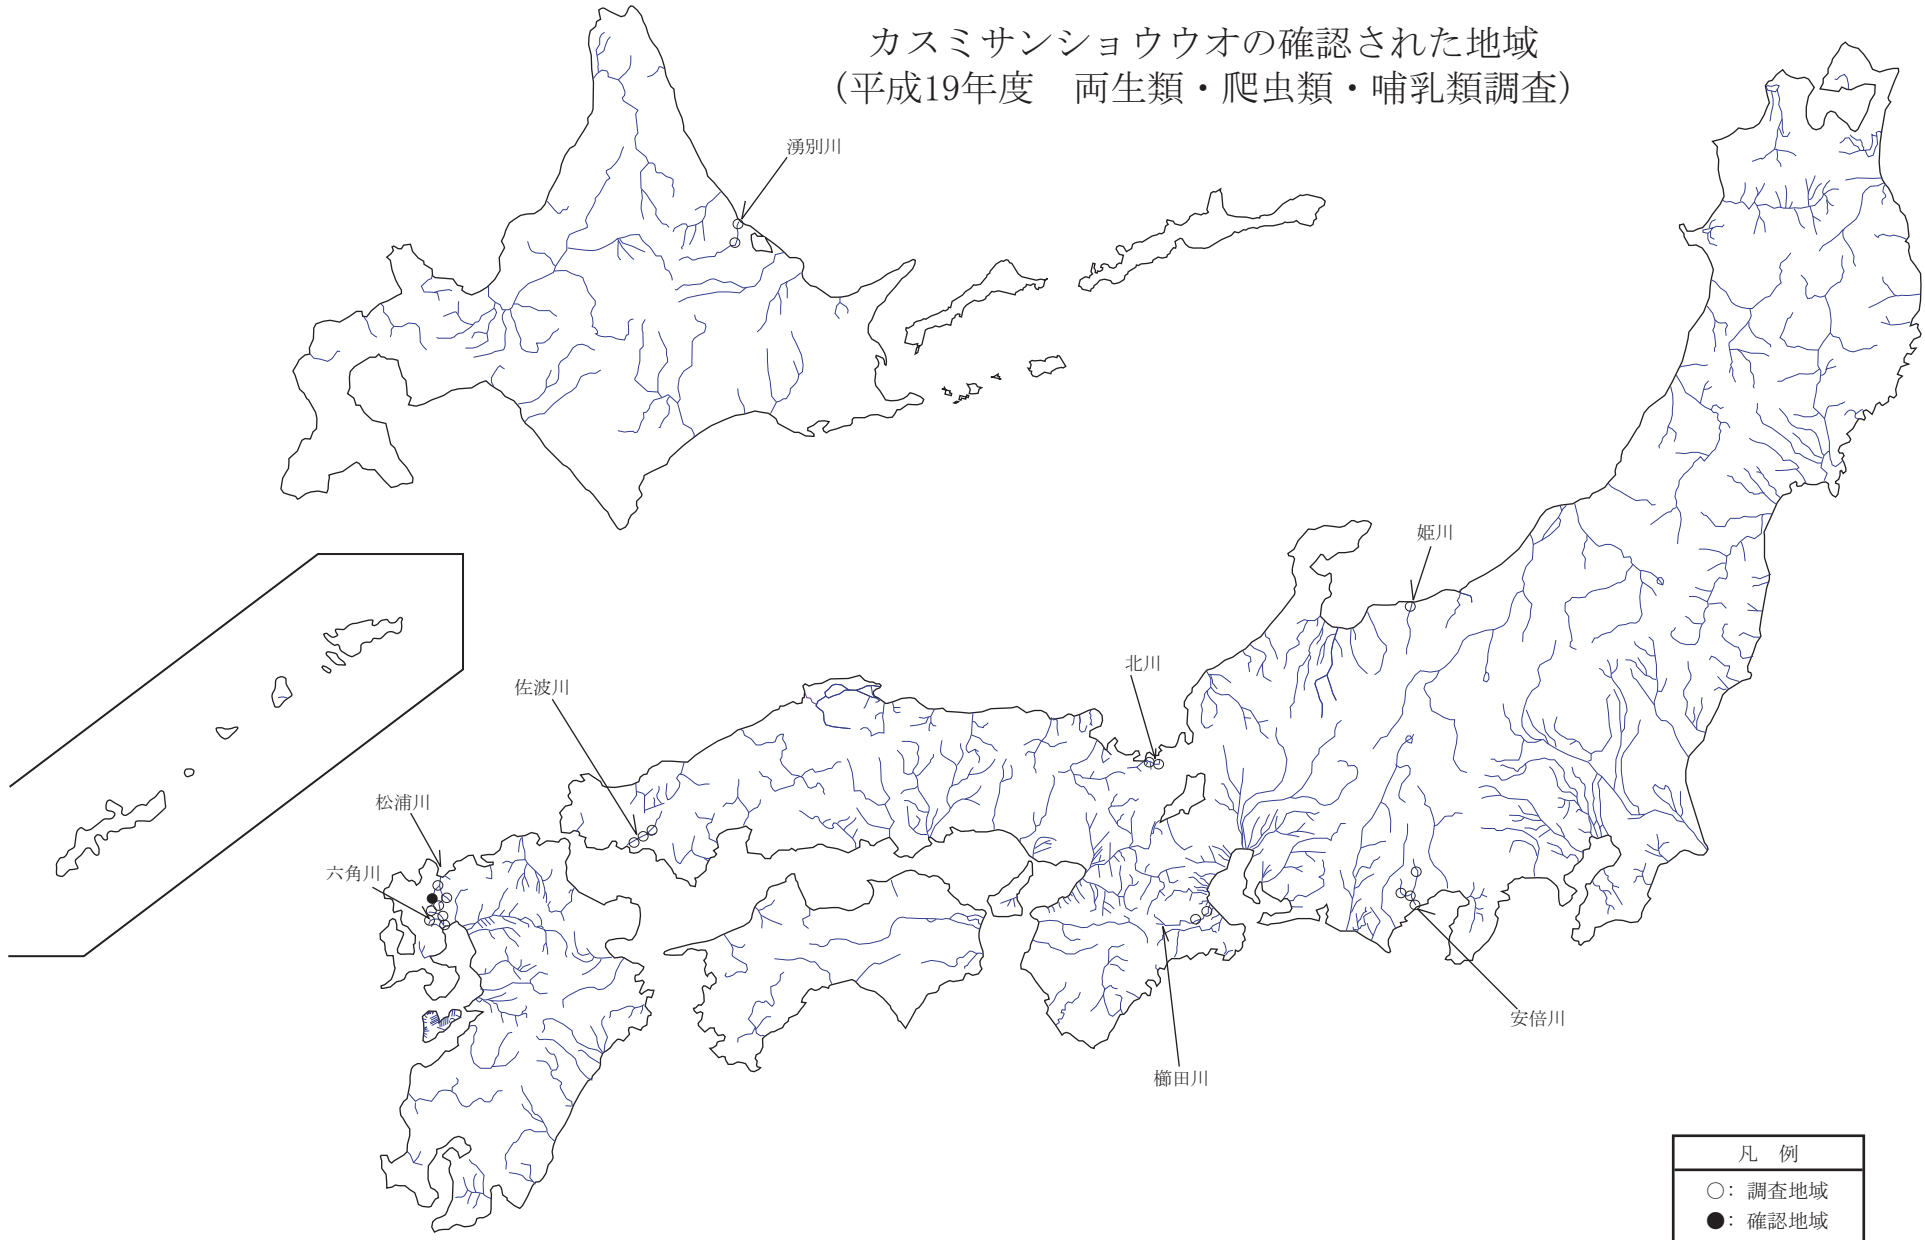 カスミサンショウウオの確認された地域
（平成19年度　両生類・爬虫類・哺乳類調査）
湧別川
姫川
北川
佐波川
松浦川
六角川
安倍川
櫛田川
凡　例
○：調査地域
●：確認地域